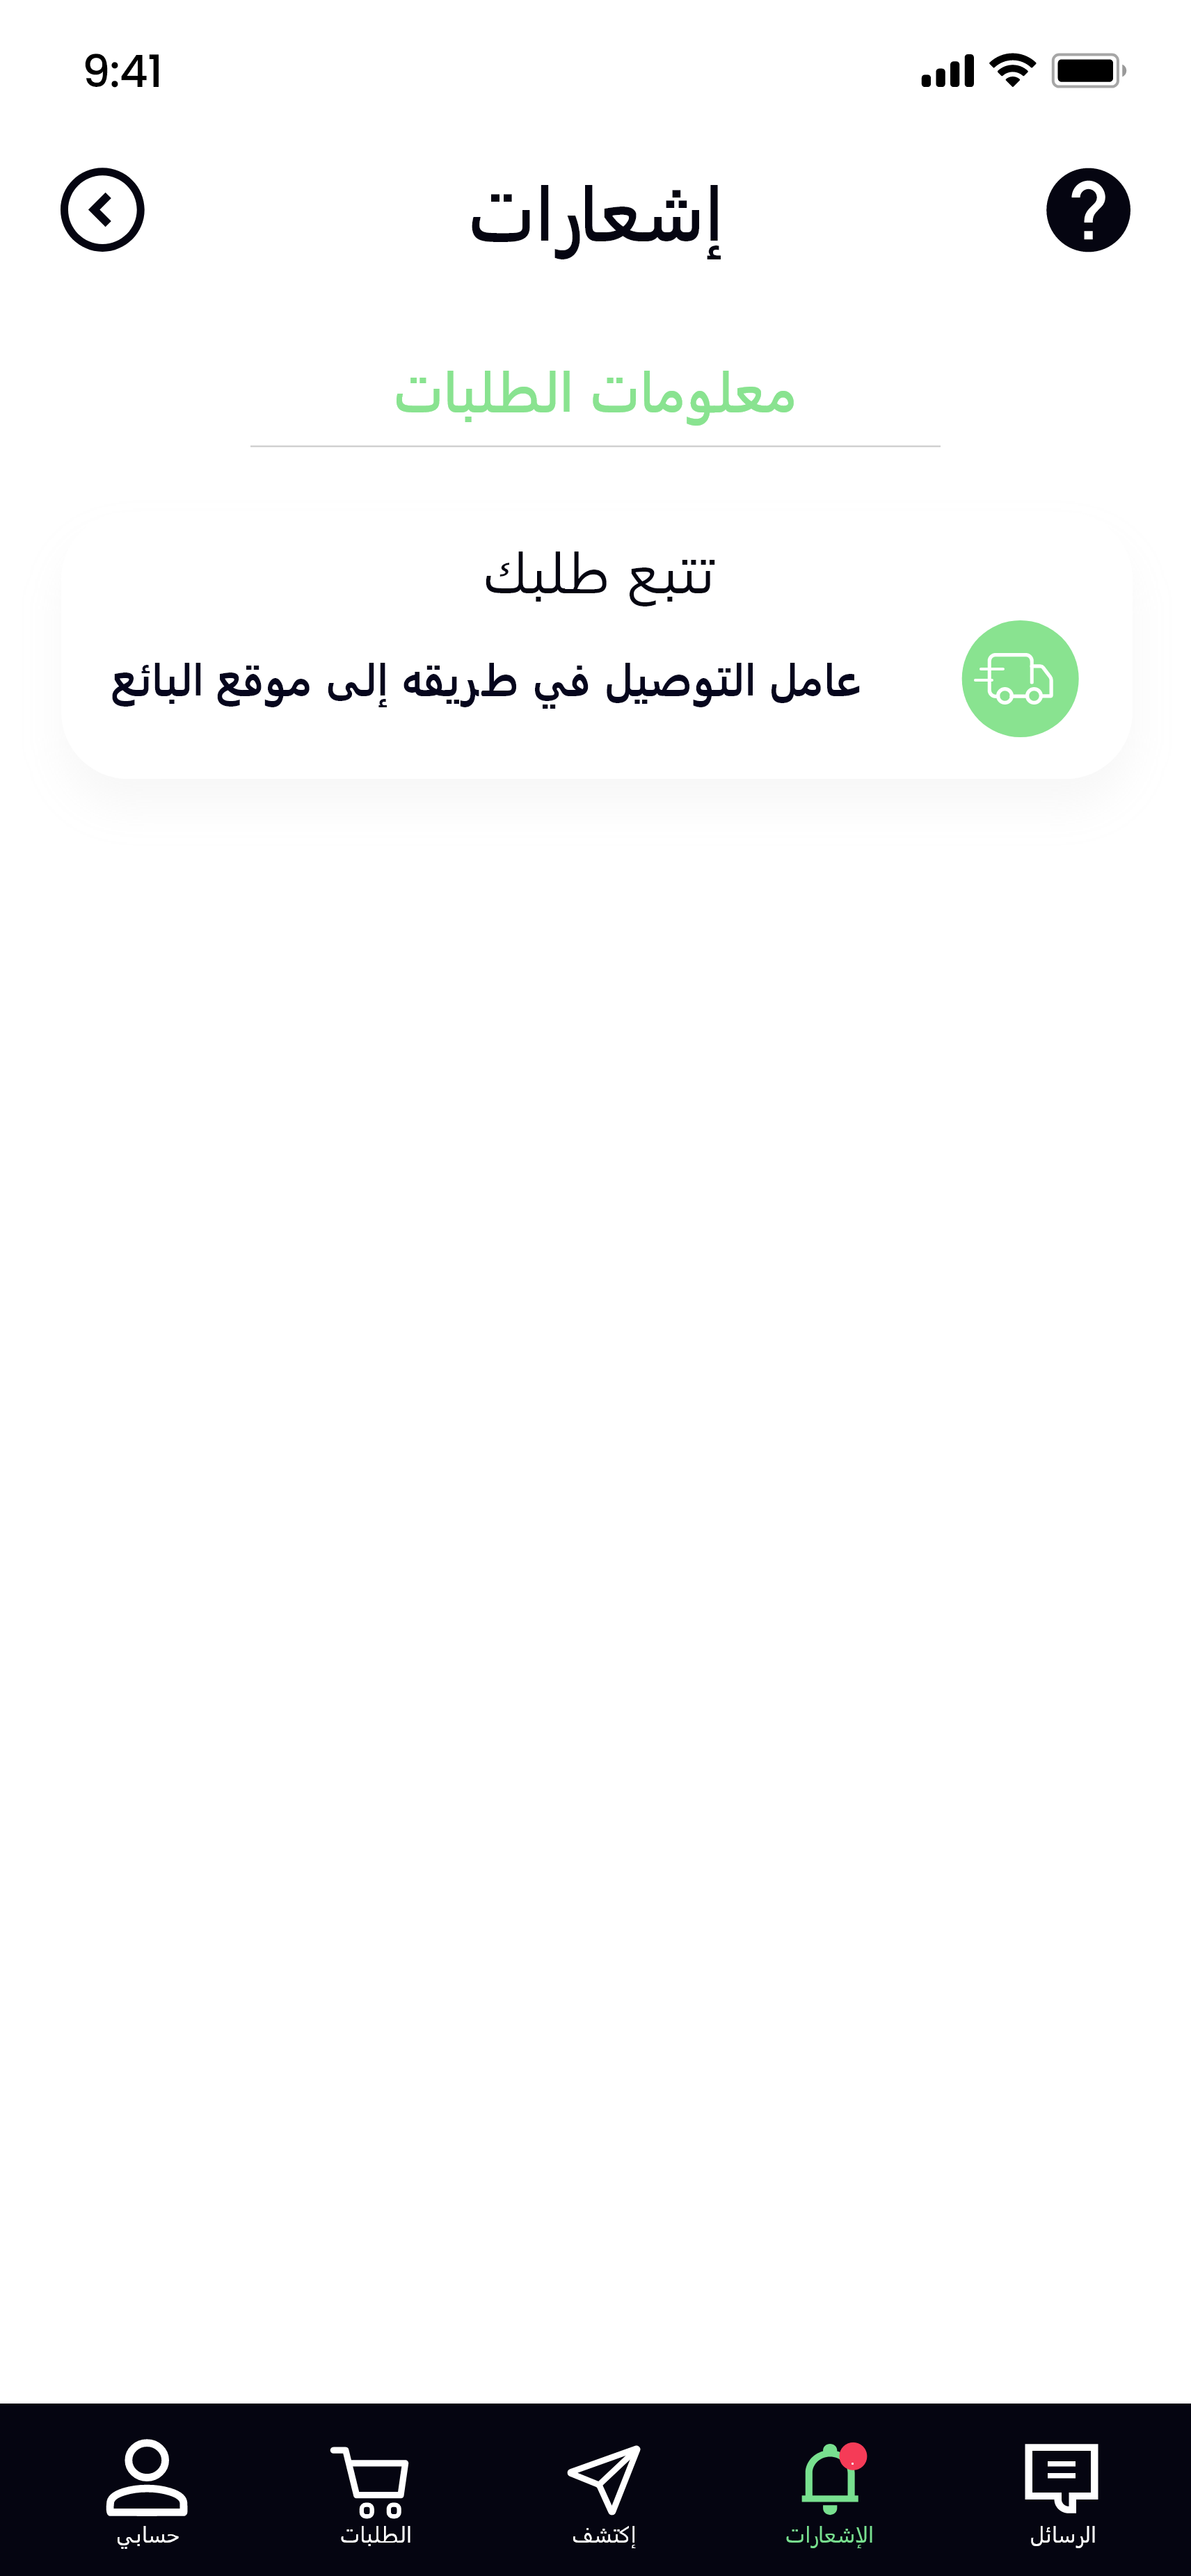 9:41
إشعارات
معلومات الطلبات
تتبع طلبك
عامل التوصيل في طريقه إلى موقع البائع
الرسائل
الإشعارات
إكتشف
الطلبات
حسابي